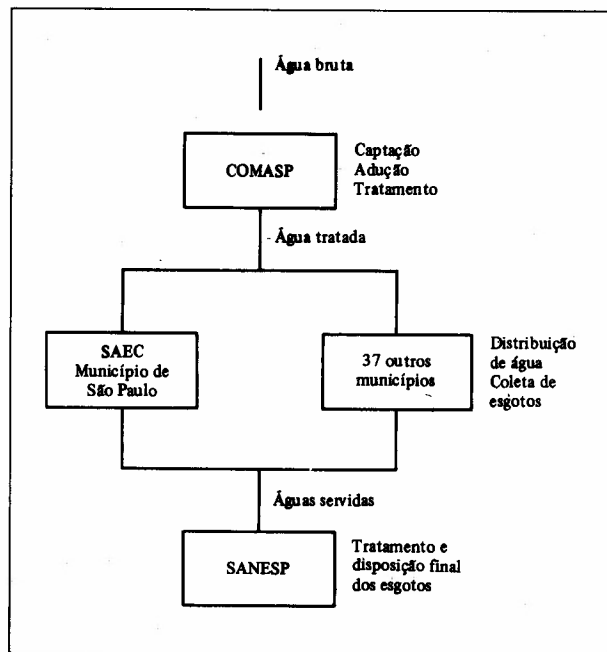 Água bruta
COMASP
Captação
Adução
Tratamento
Água tratada
SAEC
Município de
São Paulo
37 outros
municípios
Distribuição
de água
Coleta de
esgotos
Águas servidas
SANESP
Tratamento e
disposição final
dos esgotos